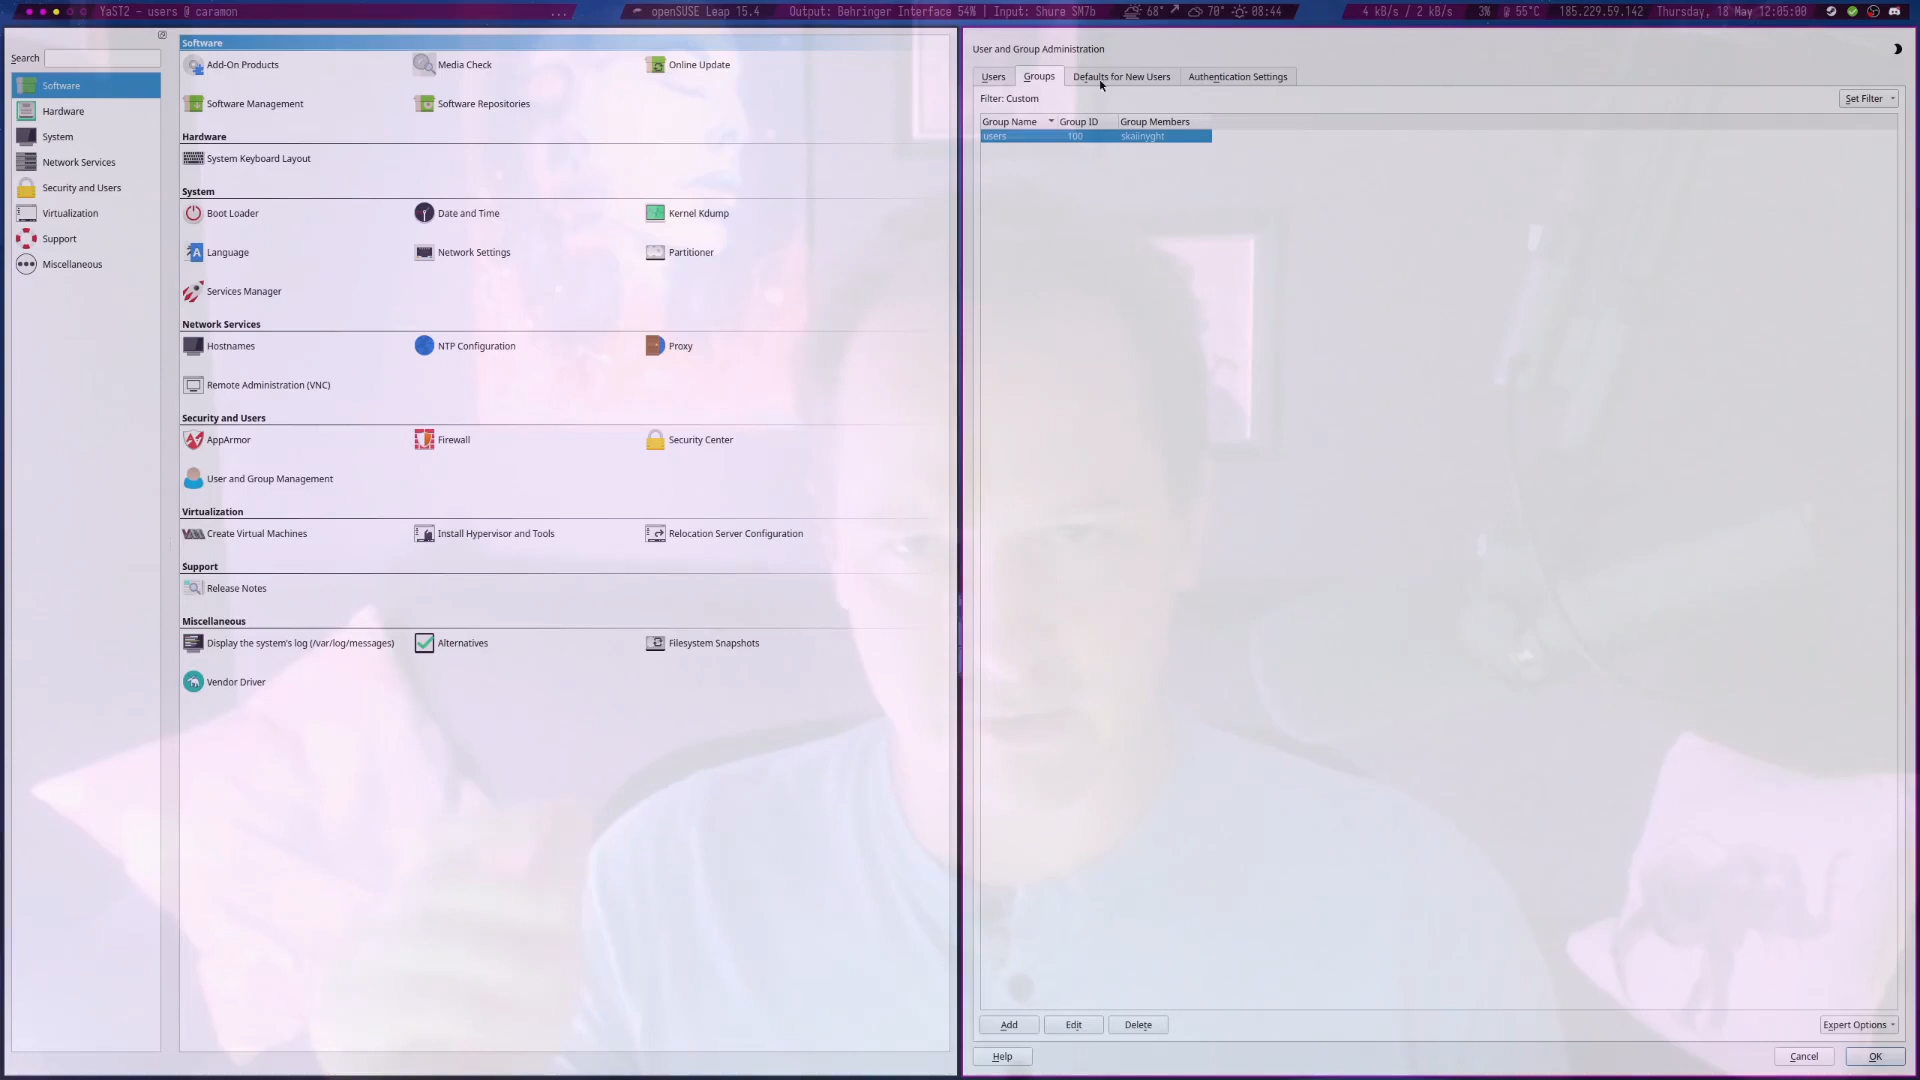 YaST2 - users @ caramon
...
openSUSE Leap 15.4
Output: Behringer Interface 54% | Input: Shure SM7b
68°
70°
08:44
4 kB/s / 2 kB/s
3%
55°C
185.229.59.142
Thursday, 18 May 12:05:00
Search
Software
Hardware
System
Network Services
Security and Users
Virtualization
Support
Miscellaneous
Software
Add-On Products
Media Check
Online Update
Software Management
Software Repositories
Hardware
System Keyboard Layout
System
Boot Loader
Date and Time
Kernel Kdump
Language
Network Settings
Partitioner
Services Manager
Network Services
Hostnames
NTP Configuration
Proxy
Remote Administration (VNC)
Security and Users
AppArmor
Firewall
Security Center
User and Group Management
Virtualization
Create Virtual Machines
Install Hypervisor and Tools
Relocation Server Configuration
Support
Release Notes
Miscellaneous
Display the system's log (/var/log/messages)
Alternatives
Filesystem Snapshots
Vendor Driver
User and Group Administration
Users
Groups
Defaults for New Users
Authentication Settings
Filter: Custom
Set Filter
Group Name
Group ID
Group Members
users
100
skaiinyght
Add
Edit
Delete
Expert Options
Help
Cancel
OK